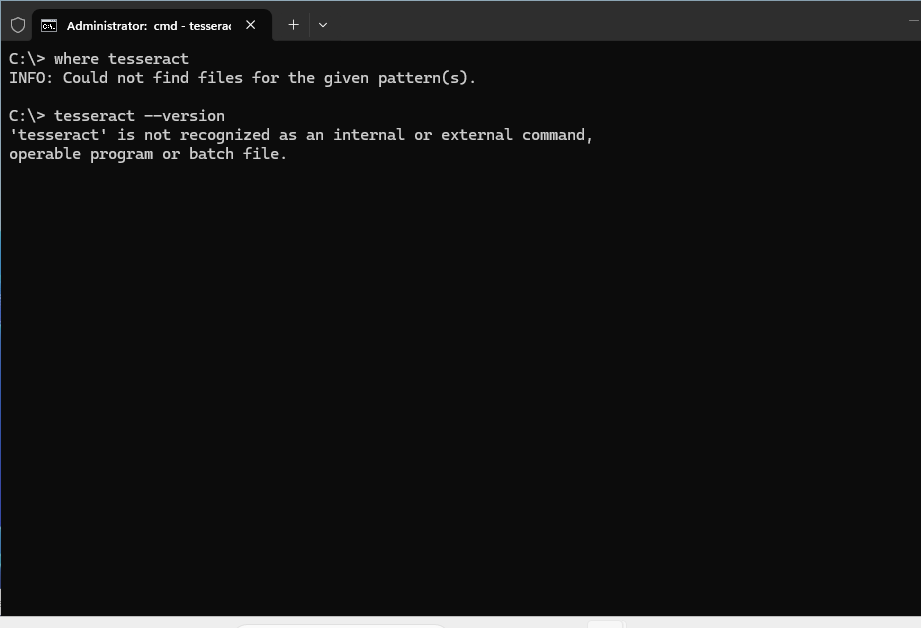 Administrator: cmd - tesserac
C:\> where tesseract
INFO: Could not find files for the given pattern(s).
C:\> tesseract --version
'tesseract' is not recognized as an internal or external command,
operable program or batch file.